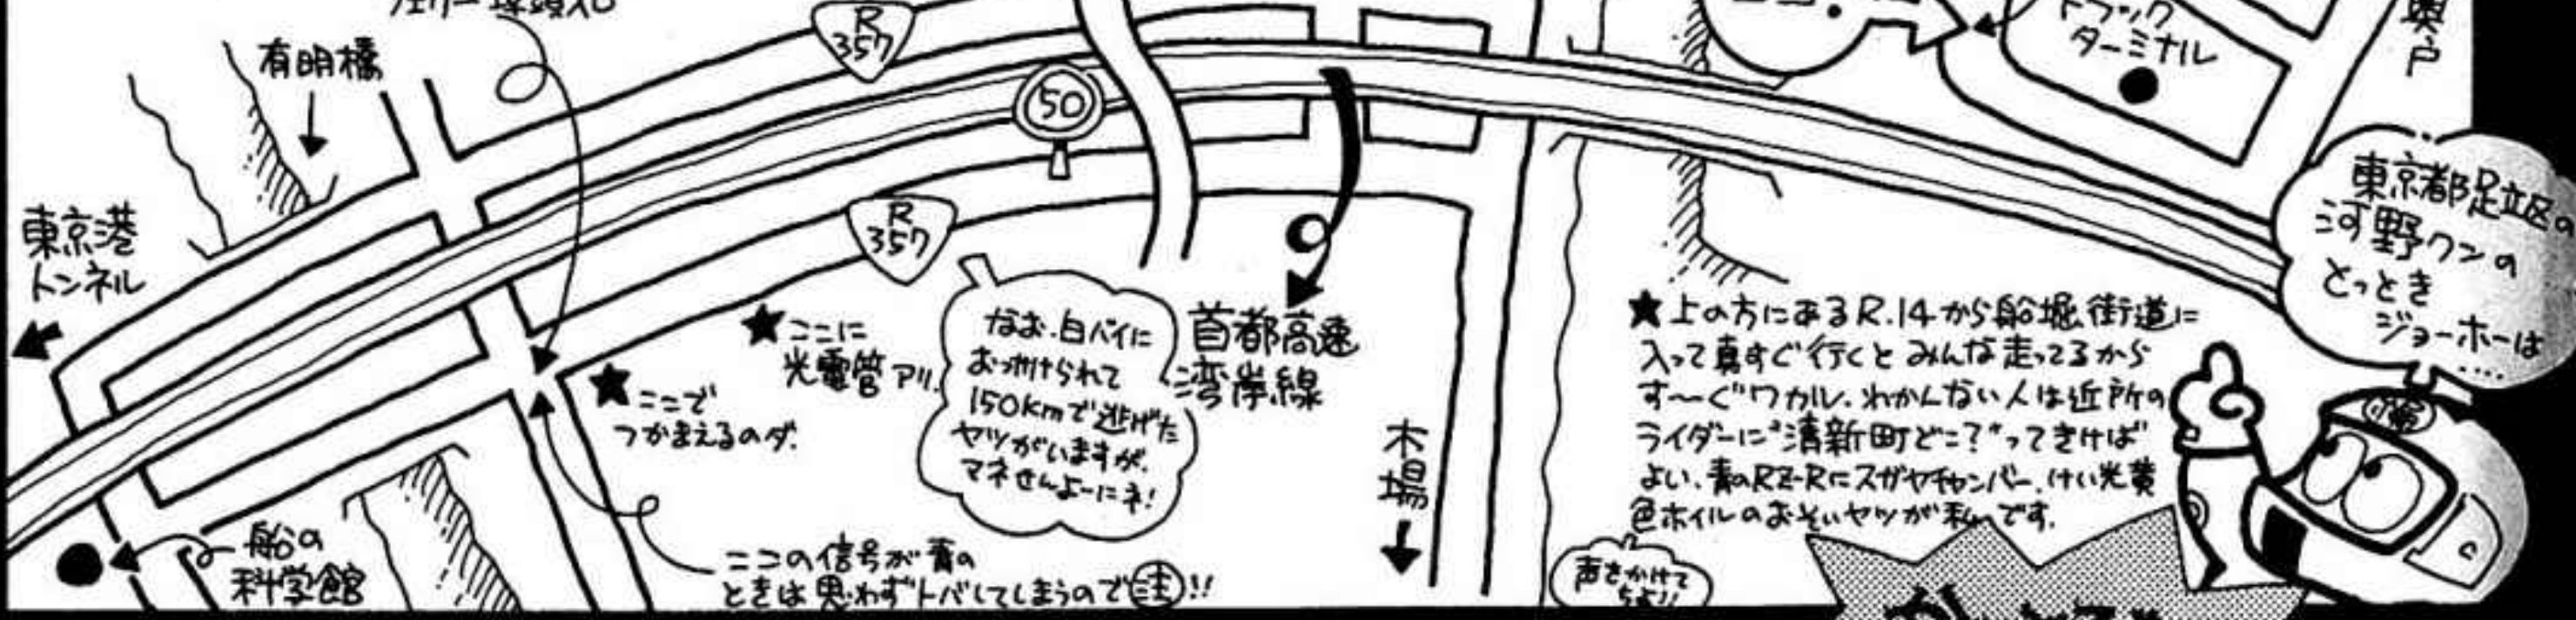 有明橋
R
357
50
トラック
ターミナル
奥戸
東京港
トンネル
R
357
東京都足立区の
河野クンの
とっとき
ジョーホーは
‥‥
★ここに
光電管アリ.
なお.白バイに
おっかけられて
150kmで逃げた
ヤツがいますが.
マネせんよーにネ!
首都高速
湾岸線
★ここで
つかまえるのダ.
★上の方にあるR.14から船堀街道に
入って真すぐ行くとみんな走ってるから
す〜ぐワカル.わかんない人は近所の
ライダーに"清新町どこ?"ってきけば
よい.青のRZ-Rにスガヤチャンバー.けい光黄
色ホイルのおそいヤツが私です.
木場
船の
科学館
ここの信号が青の
ときは思わずトバしてしまうので注!!
声をかけて